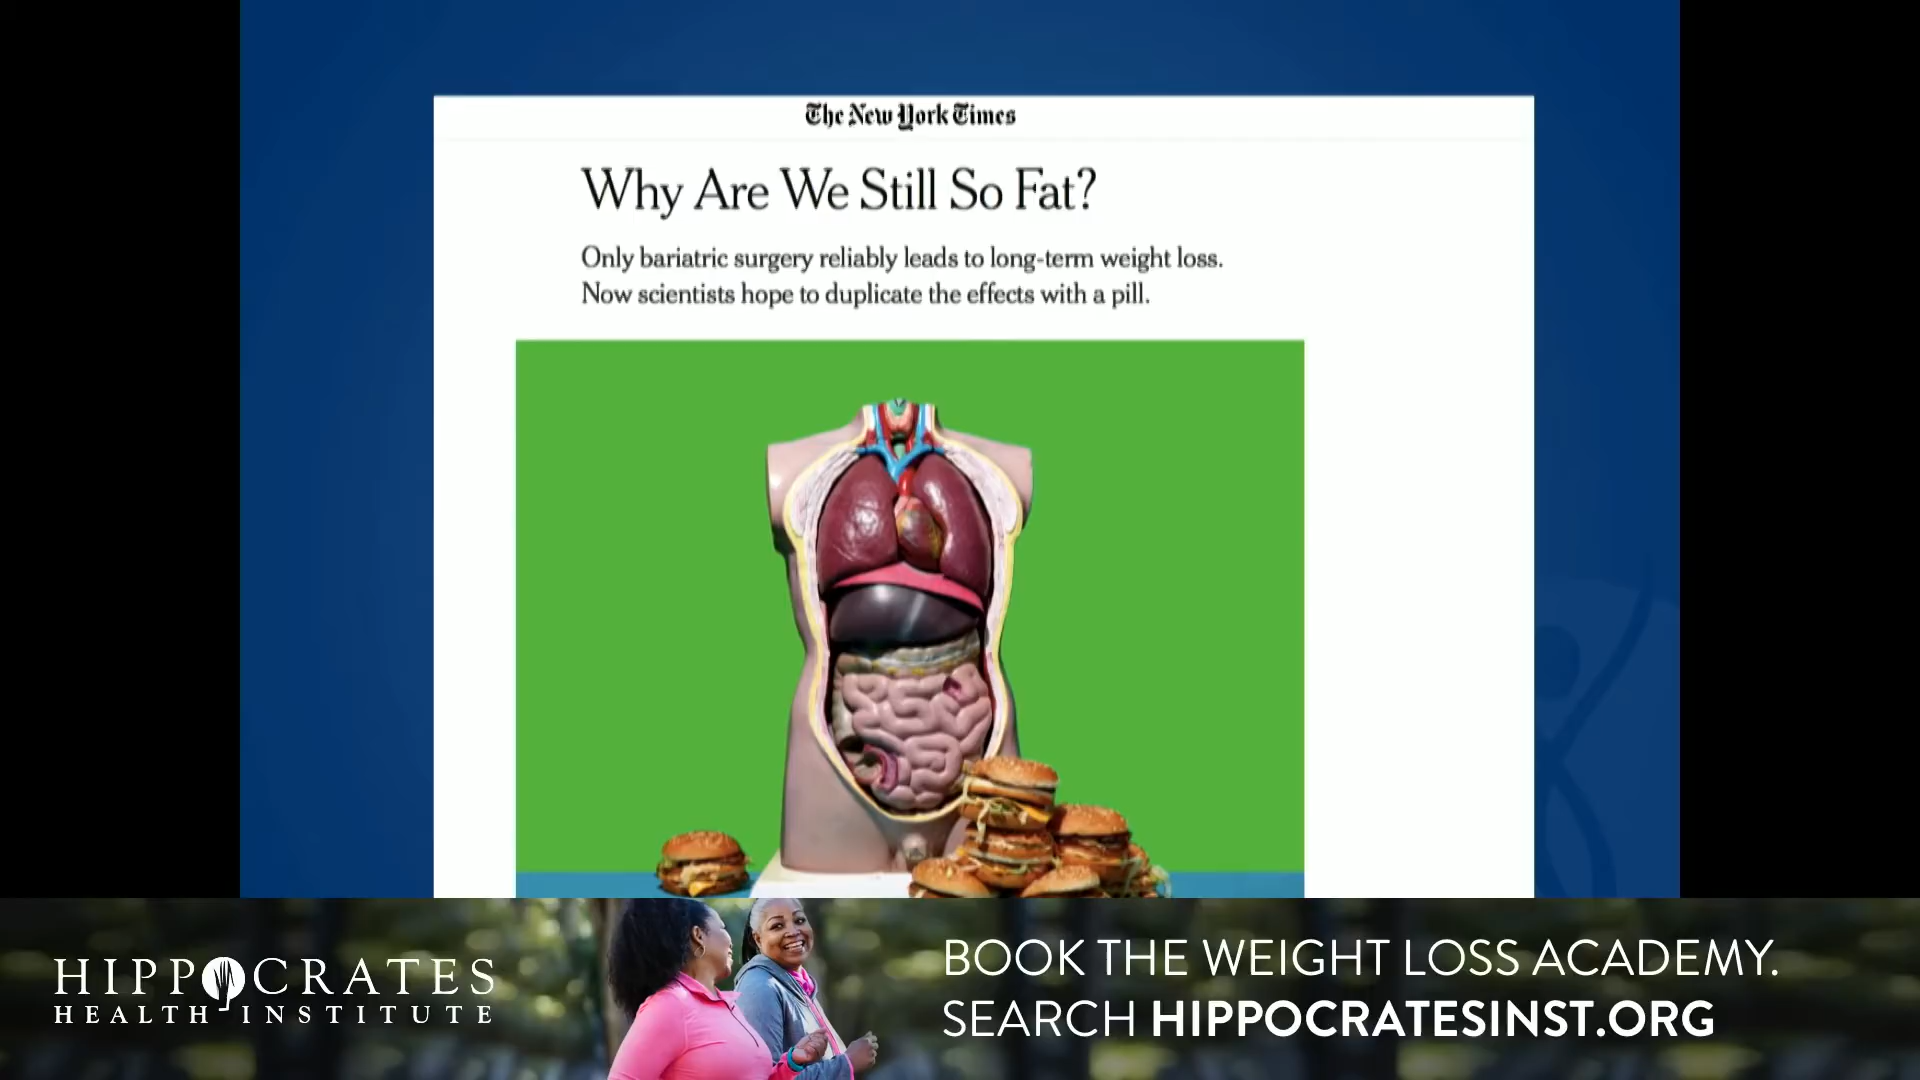 The New York Times
Why Are We Still So Fat?
Only bariatric surgery reliably leads to long-term weight loss.
Now scientists hope to duplicate the effects with a pill.
HIPPOCRATES
HEALTH INSTITUTE
BOOK THE WEIGHT LOSS ACADEMY.
SEARCH HIPPOCRATESINST.ORG